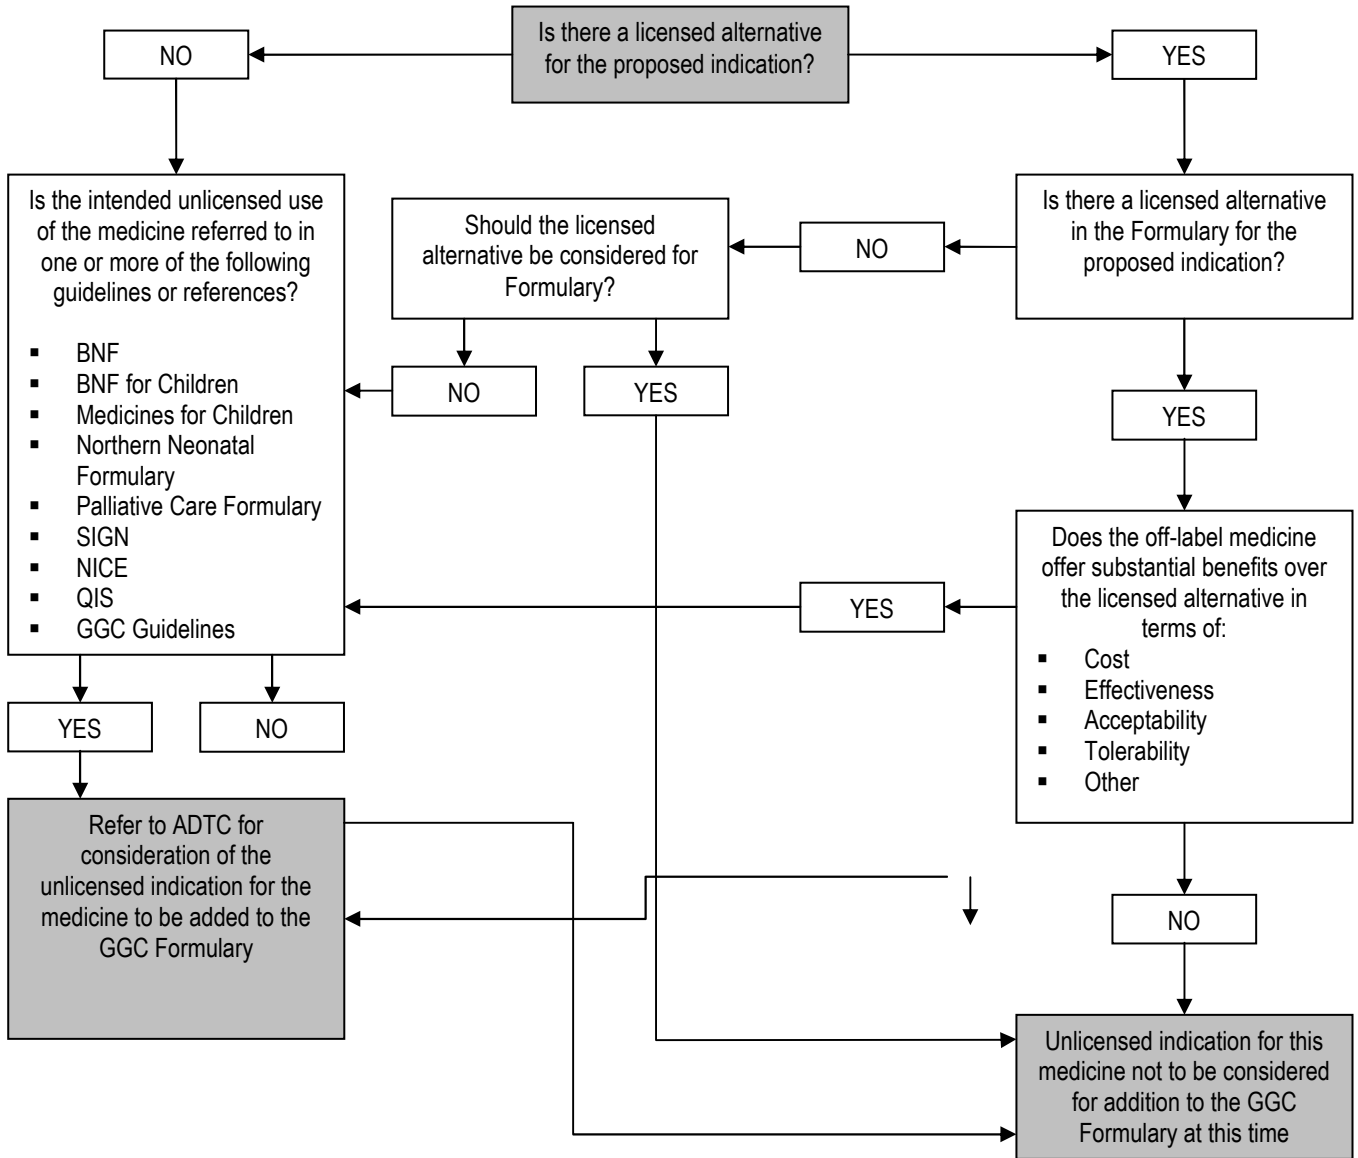 Is there a licensed alternative
for the proposed indication?
NO
YES
Is the intended unlicensed use
of the medicine referred to in
one or more of the following
guidelines or references?
▪ BNF
▪ BNF for Children
▪ Medicines for Children
▪ Northern Neonatal
Formulary
▪ Palliative Care Formulary
▪ SIGN
▪ NICE
▪ QIS
▪ GGC Guidelines
Should the licensed
alternative be considered for
Formulary?
NO
Is there a licensed alternative
in the Formulary for the
proposed indication?
NO
YES
YES
Does the off-label medicine
offer substantial benefits over
the licensed alternative in
terms of:
▪ Cost
▪ Effectiveness
▪ Acceptability
▪ Tolerability
▪ Other
YES
YES
NO
Refer to ADTC for
consideration of the
unlicensed indication for the
medicine to be added to the
GGC Formulary
NO
Unlicensed indication for this
medicine not to be considered
for addition to the GGC
Formulary at this time